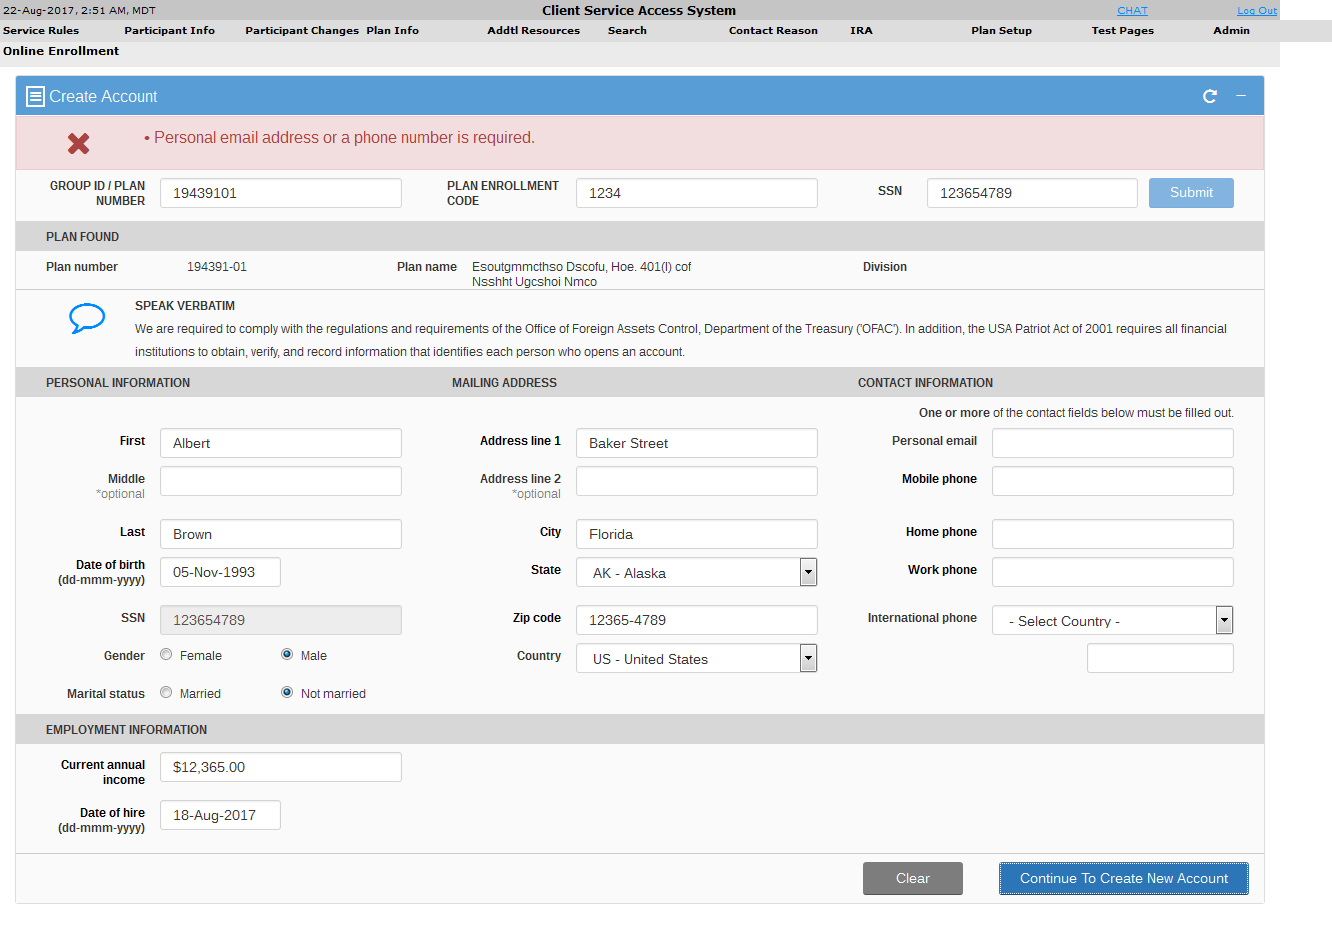 22-Aug-2017, 2:51 AM, MDT
Client Service Access System
CHAT
Log Out
Service Rules Participant Info Participant Changes Plan Info Addtl Resources Search Contact Reason IRA Plan Setup Test Pages Admin
Online Enrollment
Create Account
• Personal email address or a phone number is required.
GROUP ID / PLAN NUMBER
19439101
PLAN ENROLLMENT CODE
1234
SSN
123654789
Submit
PLAN FOUND
Plan number
194391-01
Plan name
Esoutgmmcthso Dscofu, Hoe. 401(l) cof
Nsshht Ugcshoi Nmco
Division
SPEAK VERBATIM
We are required to comply with the regulations and requirements of the Office of Foreign Assets Control, Department of the Treasury ('OFAC'). In addition, the USA Patriot Act of 2001 requires all financial
institutions to obtain, verify, and record information that identifies each person who opens an account.
PERSONAL INFORMATION
MAILING ADDRESS
CONTACT INFORMATION
One or more of the contact fields below must be filled out.
First
Albert
Address line 1
Baker Street
Personal email
Middle
*optional
Address line 2
*optional
Mobile phone
Last
Brown
City
Florida
Home phone
Date of birth
(dd-mmm-yyyy)
05-Nov-1993
State
AK - Alaska
Work phone
SSN
123654789
Zip code
12365-4789
International phone
- Select Country -
Gender
Female
Male
Country
US - United States
Marital status
Married
Not married
EMPLOYMENT INFORMATION
Current annual
income
$12,365.00
Date of hire
(dd-mmm-yyyy)
18-Aug-2017
Clear
Continue To Create New Account